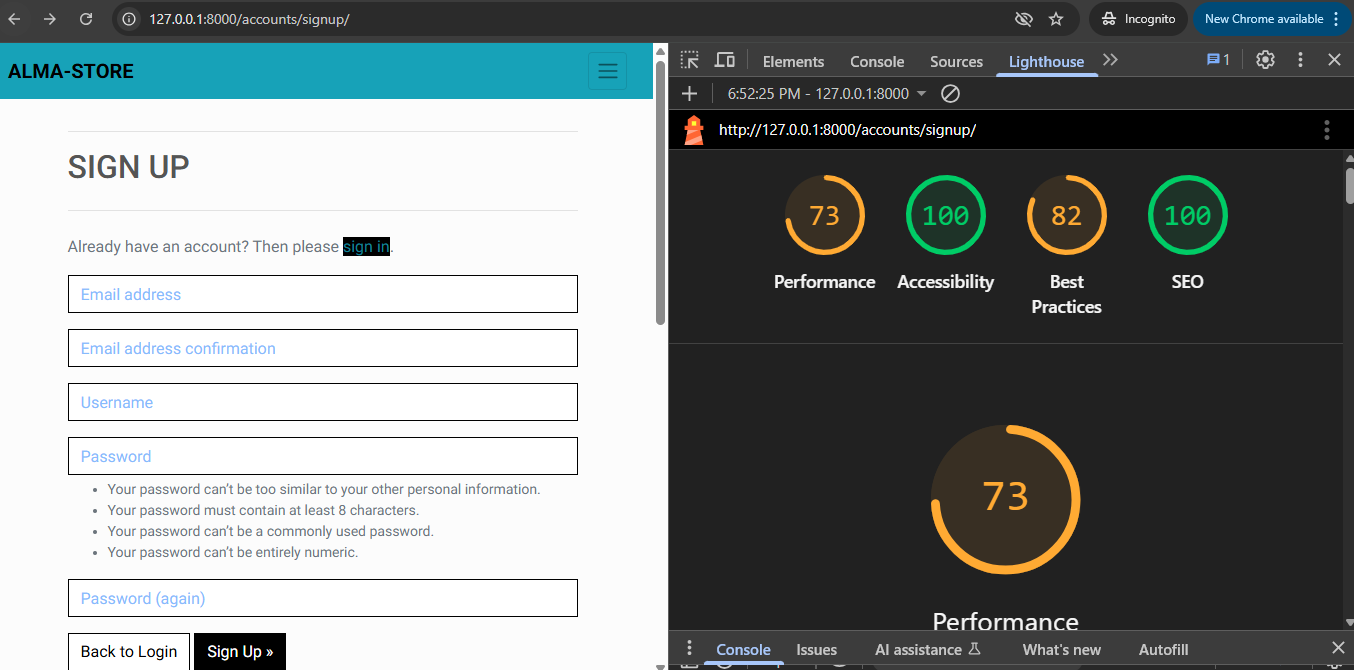 127.0.0.1:8000/accounts/signup/
Incognito
New Chrome available
ALMA-STORE
SIGN UP
Already have an account? Then please sign in.
Email address
Email address confirmation
Username
Password
• Your password can’t be too similar to your other personal information.
• Your password must contain at least 8 characters.
• Your password can’t be a commonly used password.
• Your password can’t be entirely numeric.
Password (again)
Back to Login
Sign Up »
Elements
Console
Sources
Lighthouse
1
6:52:25 PM - 127.0.0.1:8000
http://127.0.0.1:8000/accounts/signup/
73
100
82
100
Performance
Accessibility
Best
Practices
SEO
73
Performance
Console
Issues
AI assistance
What's new
Autofill